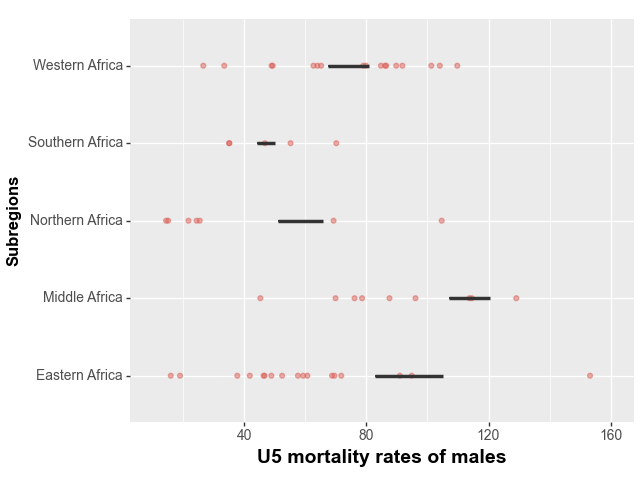 Western Africa
Southern Africa
Northern Africa
Middle Africa
Eastern Africa
Subregions
40 80 120 160
U5 mortality rates of males